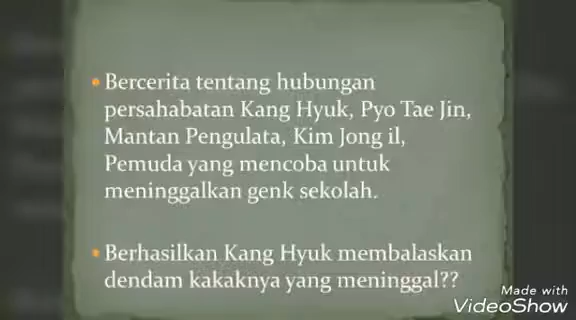 • Bercerita tentang hubungan
persahabatan Kang Hyuk, Pyo Tae Jin,
Mantan Pengulata, Kim Jong il,
Pemuda yang mencoba untuk
meninggalkan genk sekolah.
• Berhasilkan Kang Hyuk membalaskan
dendam kakaknya yang meninggal??
Made with
VideoShow